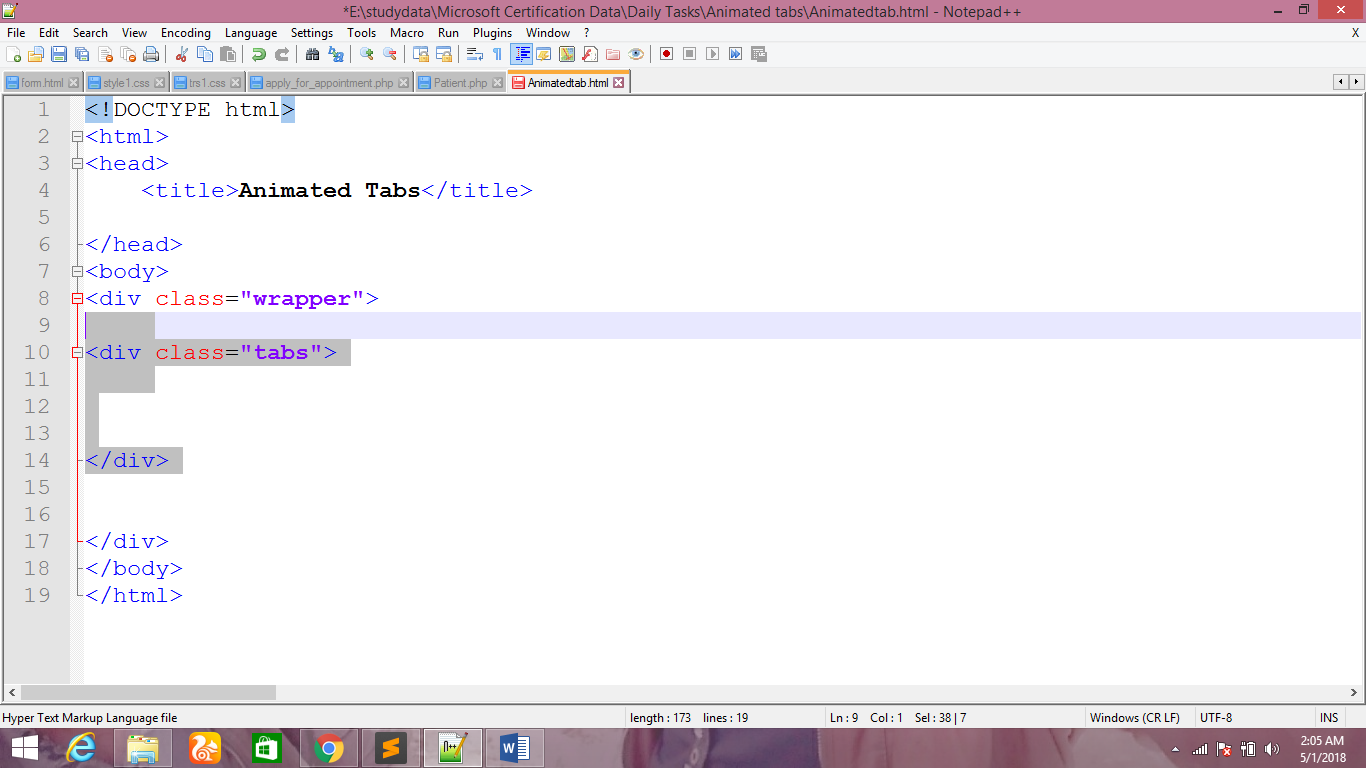 *E:\studydata\Microsoft Certification Data\Daily Tasks\Animated tabs\Animatedtab.html - Notepad++
File Edit Search View Encoding Language Settings Tools Macro Run Plugins Window ? X
form.html style1.css trs1.css apply_for_appointment.php Patient.php Animatedtab.html
1 <!DOCTYPE html>
2 <html>
3 <head>
4 <title>Animated Tabs</title>
5
6 </head>
7 <body>
8 <div class="wrapper">
9
10 <div class="tabs">
11
12
13
14 </div>
15
16
17 </div>
18 </body>
19 </html>
Hyper Text Markup Language file length : 173 lines : 19 Ln : 9 Col : 1 Sel : 38 | 7 Windows (CR LF) UTF-8 INS
2:05 AM
5/1/2018